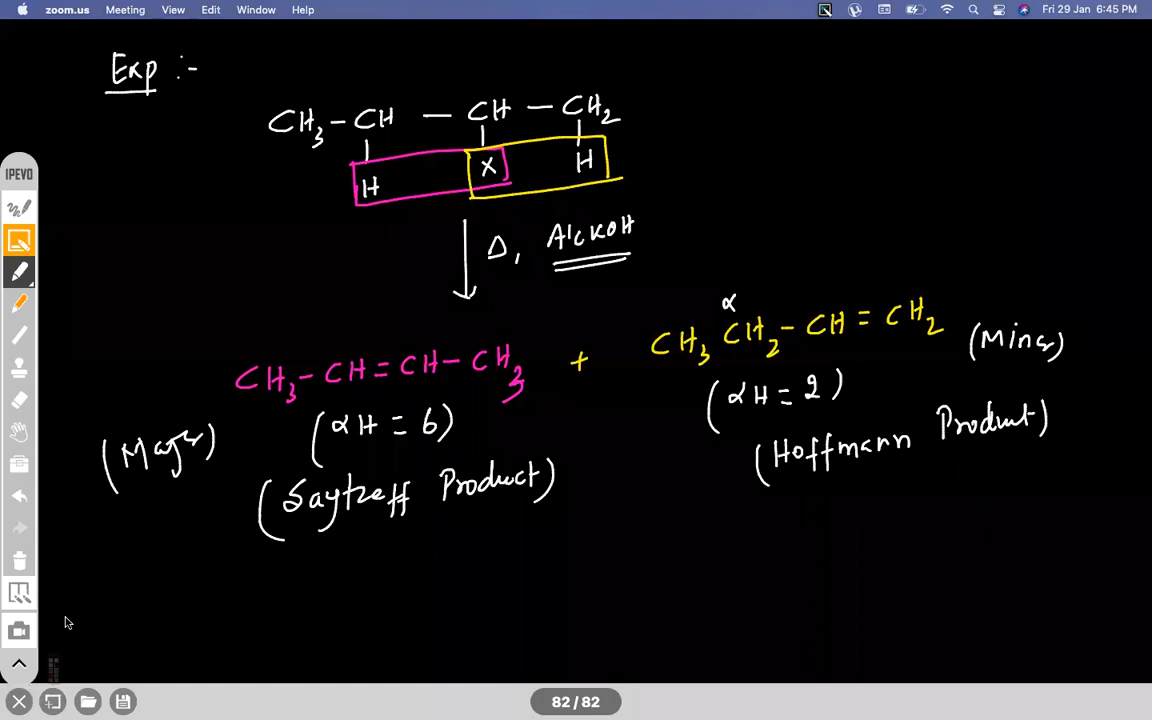 zoom.us Meeting View Edit Window Help Fri 29 Jan 6:45 PM
Exp :-
CH3 - CH — CH — CH2
H X H
Δ, Alc KOH
IPEVO
CH3 - CH = CH - CH3 + CH3 CH2 - CH = CH2 (Minor)
α
(αH = 6) (αH = 2)
(Major) (Saytzeff Product) (Hoffmann Product)
82 / 82